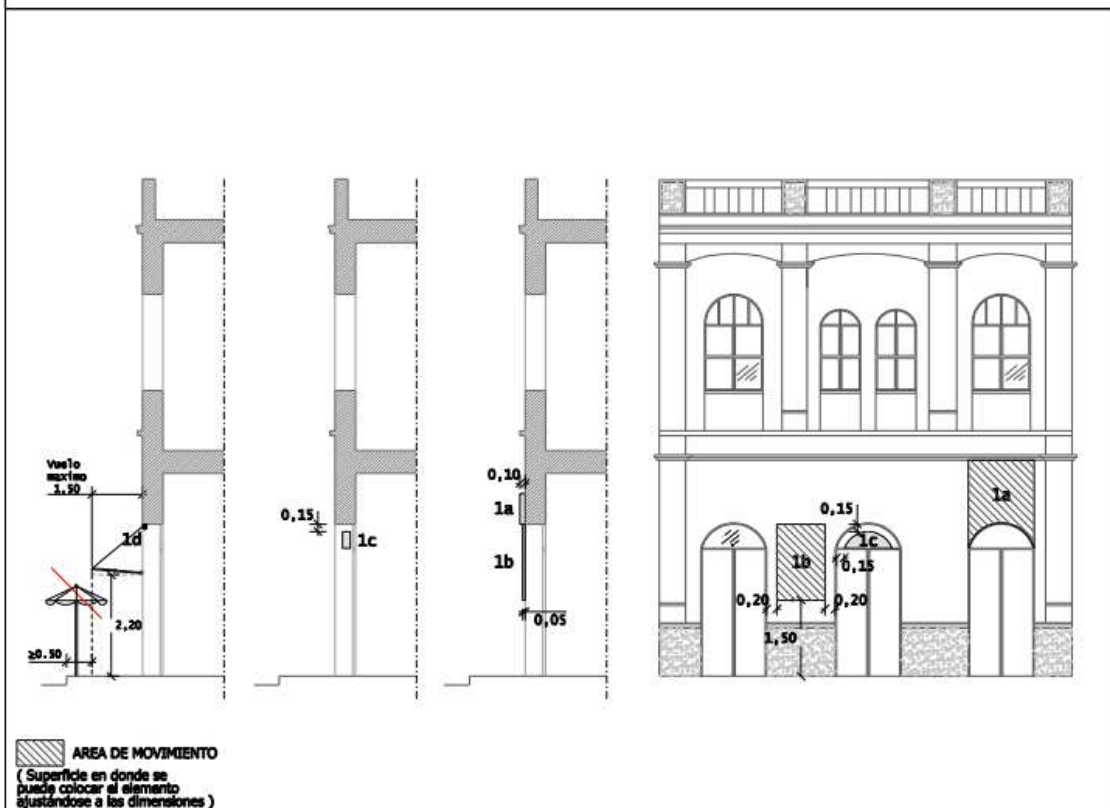 Vuelo
maximo
1.50
1d
2,20
≥0.50
0,15
1c
0,10
1a
1b
0,05
1a
0,15
1c
1b
0,15
0,20
0,20
1,50
AREA DE MOVIMIENTO
( Superficie en donde se
puede colocar el elemento
ajustándose a las dimensiones )